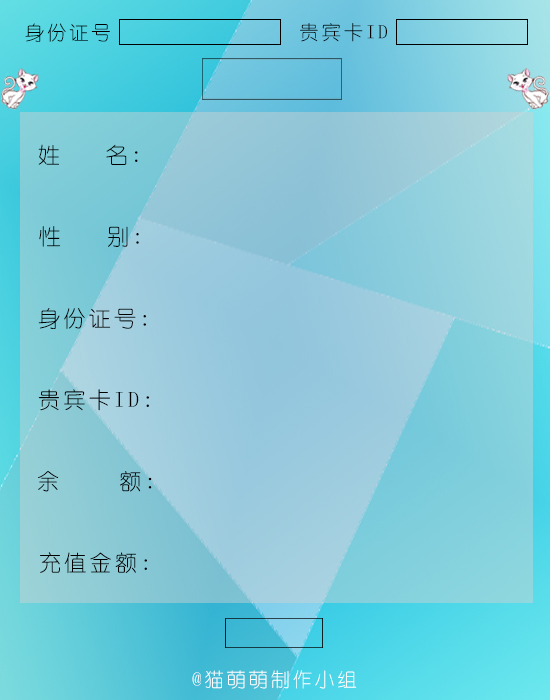 身份证号 贵宾卡ID
姓 名：
性 别：
身份证号：
贵宾卡ID：
余 额：
充值金额：
@猫萌萌制作小组